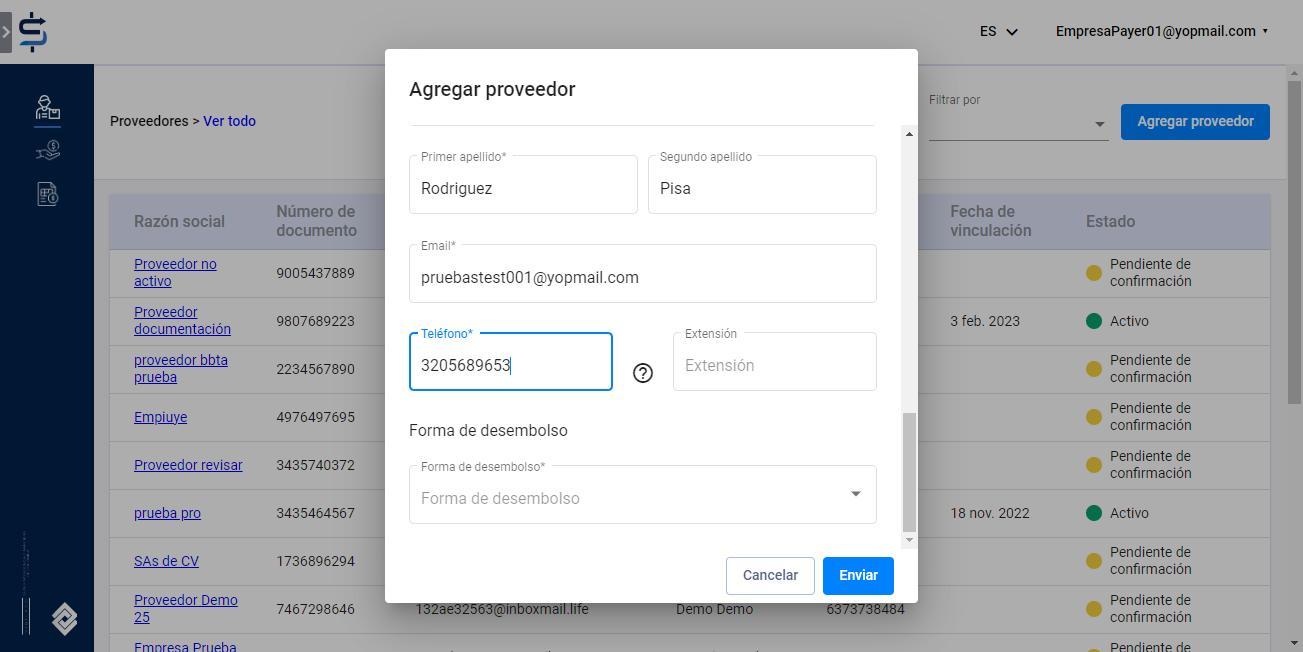 ES
EmpresaPayer01@yopmail.com
Proveedores > Ver todo
Filtrar por
Agregar proveedor
Agregar proveedor
Primer apellido*
Rodriguez
Segundo apellido
Pisa
Email*
pruebastest001@yopmail.com
Teléfono*
3205689653
Extensión
Extensión
Forma de desembolso
Forma de desembolso*
Forma de desembolso
Cancelar
Enviar
Razón social
Número de
documento
Fecha de
vinculación
Estado
Proveedor no
activo
9005437889
Pendiente de
confirmación
Proveedor
documentación
9807689223
3 feb. 2023
Activo
proveedor bbta
prueba
2234567890
Pendiente de
confirmación
Empiuye
4976497695
Pendiente de
confirmación
Proveedor revisar
3435740372
Pendiente de
confirmación
prueba pro
3435464567
18 nov. 2022
Activo
SAs de CV
1736896294
Pendiente de
confirmación
Proveedor Demo
25
7467298646
132ae32563@inboxmail.life
Demo Demo
6373738484
Pendiente de
confirmación
Empresa Prueba
Pendiente de